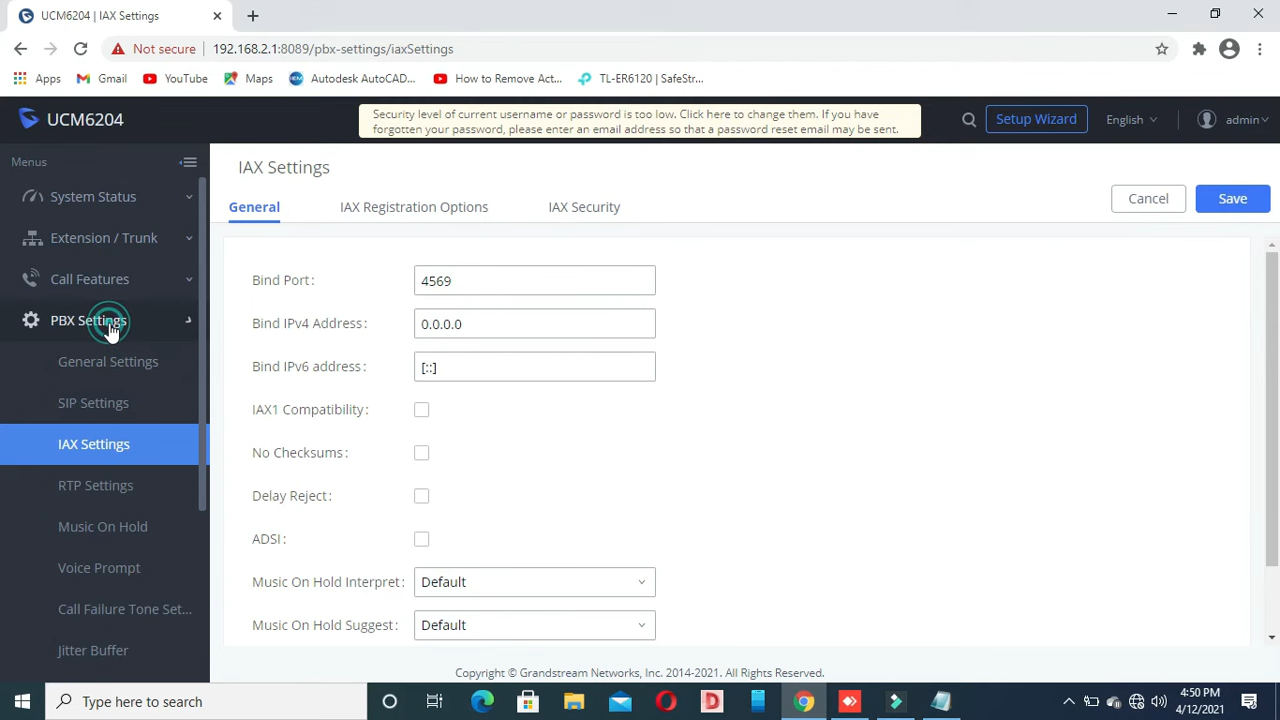 UCM6204 | IAX Settings
Not secure
192.168.2.1:8089/pbx-settings/iaxSettings
Apps
Gmail
YouTube
Maps
Autodesk AutoCAD...
How to Remove Act...
TL-ER6120 | SafeStr...
UCM6204
Security level of current username or password is too low. Click here to change them. If you have
forgotten your password, please enter an email address so that a password reset email may be sent.
Setup Wizard
English
admin
Menus
System Status
Extension / Trunk
Call Features
PBX Settings
General Settings
SIP Settings
IAX Settings
RTP Settings
Music On Hold
Voice Prompt
Call Failure Tone Set...
Jitter Buffer
IAX Settings
General
IAX Registration Options
IAX Security
Cancel
Save
Bind Port: 4569
Bind IPv4 Address: 0.0.0.0
Bind IPv6 address: [::]
IAX1 Compatibility:
No Checksums:
Delay Reject:
ADSI:
Music On Hold Interpret: Default
Music On Hold Suggest: Default
Copyright © Grandstream Networks, Inc. 2014-2021. All Rights Reserved.
Type here to search
4:50 PM
4/12/2021